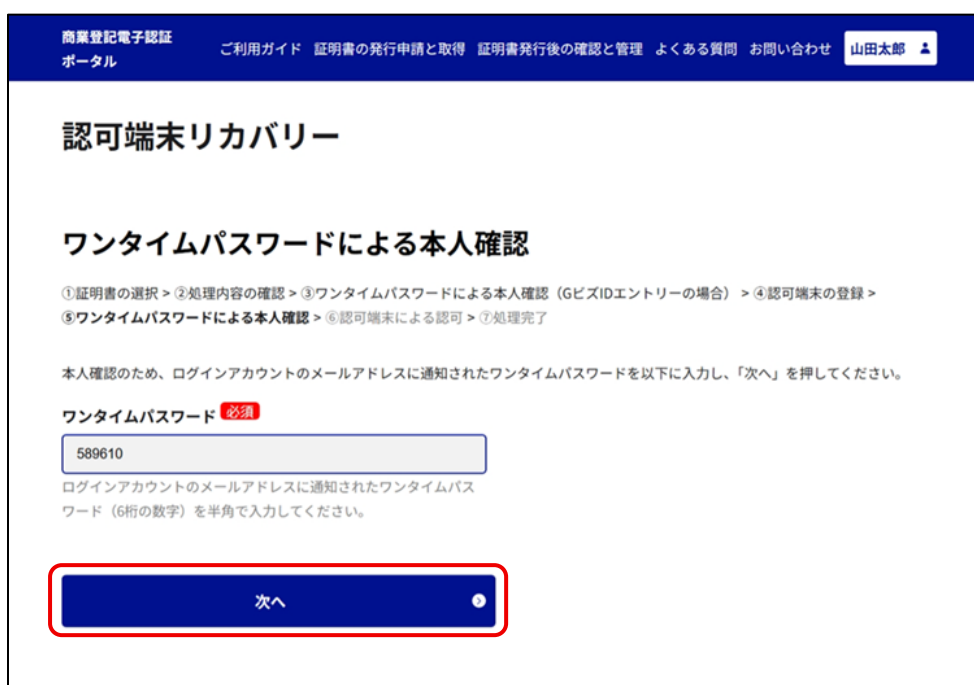 商業登記電子認証
ポータル
ご利用ガイド 証明書の発行申請と取得 証明書発行後の確認と管理 よくある質問 お問い合わせ 山田太郎
認可端末リカバリー
ワンタイムパスワードによる本人確認
①証明書の選択 > ②処理内容の確認 > ③ワンタイムパスワードによる本人確認（GビズIDエントリーの場合） > ④認可端末の登録 >
⑤ワンタイムパスワードによる本人確認 > ⑥認可端末による認可 > ⑦処理完了
本人確認のため、ログインアカウントのメールアドレスに通知されたワンタイムパスワードを以下に入力し、「次へ」を押してください。
ワンタイムパスワード 必須
589610
ログインアカウントのメールアドレスに通知されたワンタイムパス
ワード（6桁の数字）を半角で入力してください。
次へ